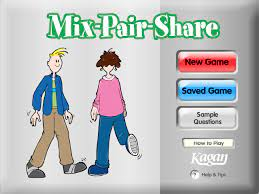 Mix-Pair-Share
New Game
Saved Game
Sample
Questions
How to Play
Kagan
? Help & Tips